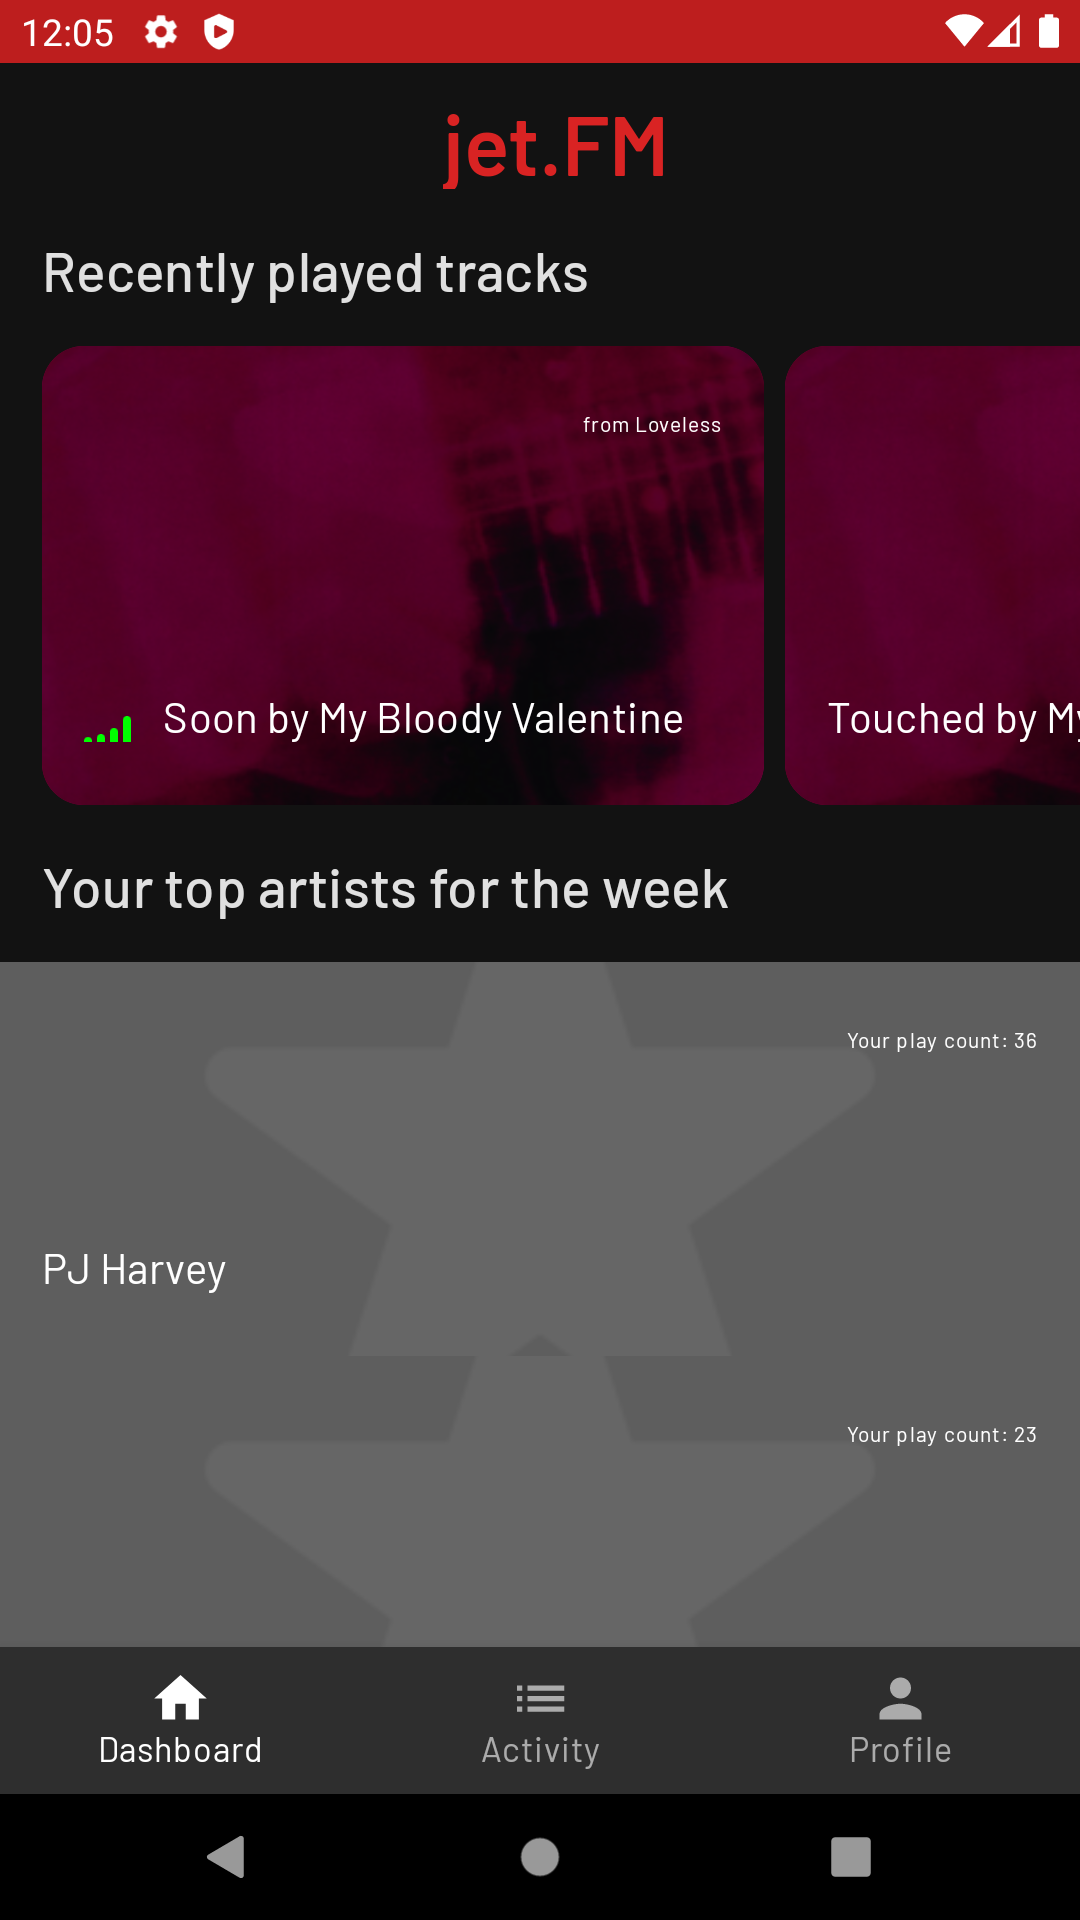 12:05
jet.FM
Recently played tracks
from Loveless
Soon by My Bloody Valentine
Touched by My
Your top artists for the week
Your play count: 36
PJ Harvey
Your play count: 23
Dashboard
Activity
Profile